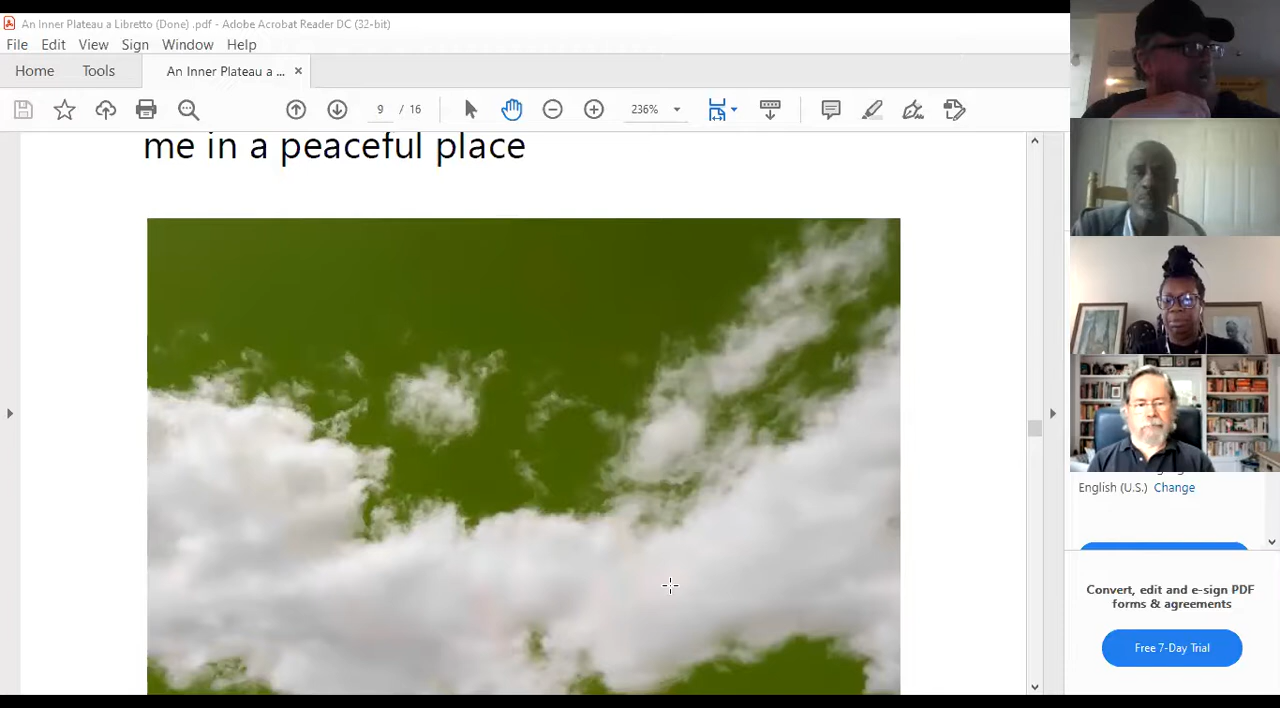 An Inner Plateau a Libretto (Done) .pdf - Adobe Acrobat Reader DC (32-bit)
File Edit View Sign Window Help
Home Tools An Inner Plateau a ... ×
9 / 16 236%
me in a peaceful place
English (U.S.) Change
Convert, edit and e-sign PDF
forms & agreements
Free 7-Day Trial